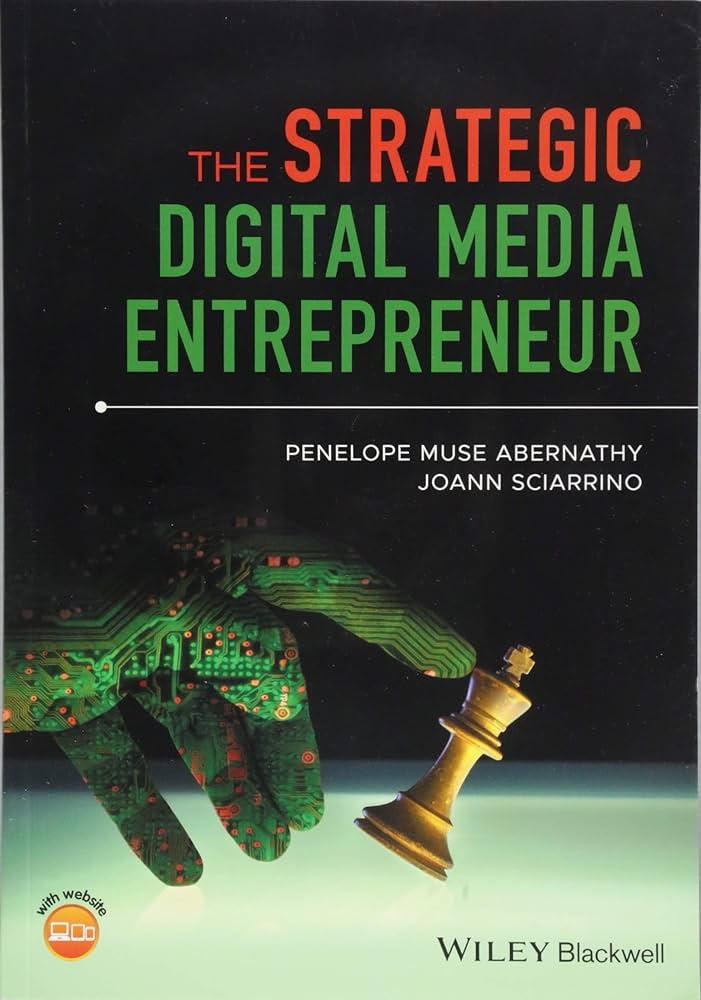 THE STRATEGIC
DIGITAL MEDIA
ENTREPRENEUR
PENELOPE MUSE ABERNATHY
JOANN SCIARRINO
with website
WILEY Blackwell